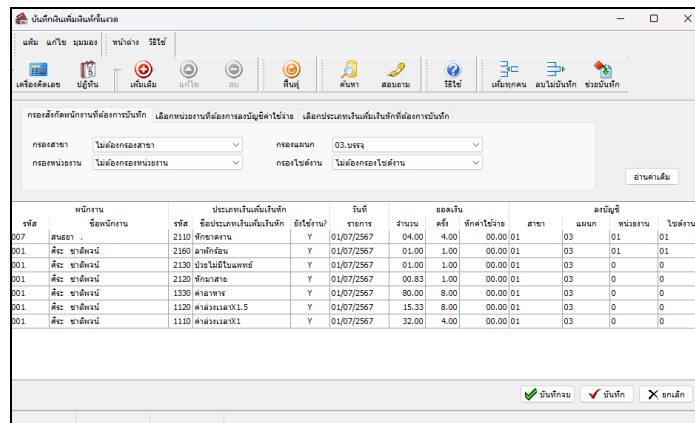 บันทึกเงินเพิ่มเงินหักในงวด
แฟ้ม แก้ไข มุมมอง หน้าต่าง วิธีใช้
เครื่องคิดเลข ปฏิทิน เพิ่มเติม แก้ไข ลบ ฟื้นฟู ค้นหา สอบถาม วิธีใช้ เพิ่มทุกคน ลบไม่บันทึก ช่วยบันทึก
กรองสังกัดพนักงานที่ต้องการบันทึก เลือกหน่วยงานที่ต้องการลงบัญชีค่าใช้จ่าย เลือกประเภทเงินเพิ่มเงินหักที่ต้องการบันทึก
กรองสาขา ไม่ต้องกรองสาขา กรองแผนก 03.บรรจุ
กรองหน่วยงาน ไม่ต้องกรองหน่วยงาน กรองไซด์งาน ไม่ต้องกรองไซด์งาน
อ่านค่าเดิม
พนักงาน ประเภทเงินเพิ่มเงินหัก วันที่ ยอดเงิน ลงบัญชี
รหัส ชื่อพนักงาน รหัส ชื่อประเภทเงินเพิ่มเงินหัก ยังใช้งาน? รายการ จำนวน ครั้ง หักค่าใช้จ่าย สาขา แผนก หน่วยงาน ไซด์งาน
007 สนธยา . 2110 หักขาดงาน Y 01/07/2567 04.00 4.00 00.00 01 03 01 01
001 ศิระ ชาติพจน์ 2160 ลาพักร้อน Y 01/07/2567 01.00 1.00 00.00 01 03 01 01
001 ศิระ ชาติพจน์ 2130 ป่วยไม่มีใบแพทย์ Y 01/07/2567 01.00 1.00 00.00 01 03 0 0
001 ศิระ ชาติพจน์ 2120 หักมาสาย Y 01/07/2567 00.83 1.00 00.00 01 03 0 0
001 ศิระ ชาติพจน์ 1330 ค่าอาหาร Y 01/07/2567 80.00 8.00 00.00 01 03 0 0
001 ศิระ ชาติพจน์ 1120 ค่าล่วงเวลาX1.5 Y 01/07/2567 15.33 8.00 00.00 01 03 0 0
001 ศิระ ชาติพจน์ 1110 ค่าล่วงเวลาX1 Y 01/07/2567 32.00 4.00 00.00 01 03 0 0
บันทึกจบ บันทึก ยกเลิก